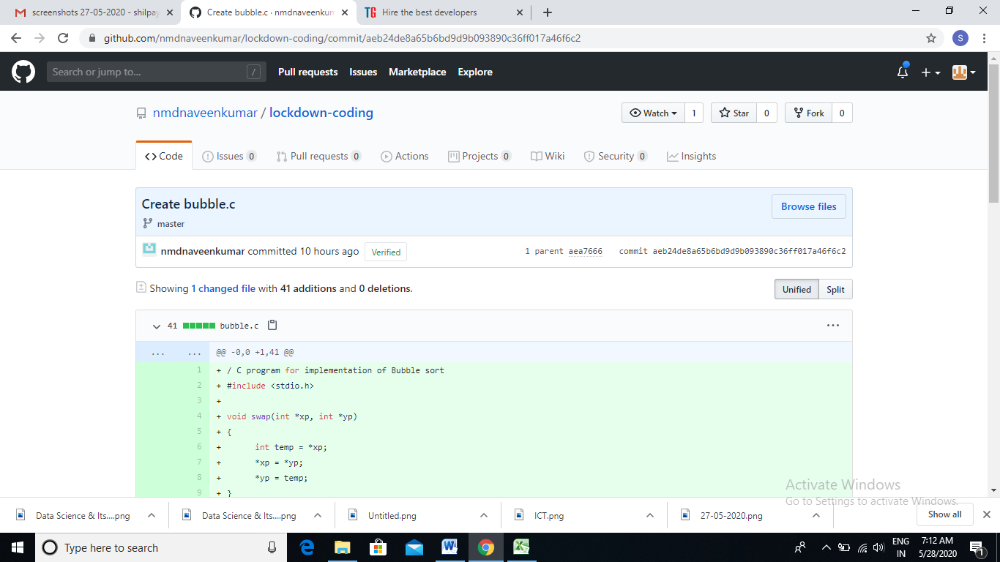 screenshots 27-05-2020 - shilpay
Create bubble.c · nmdnaveenkum
TG Hire the best developers
github.com/nmdnaveenkumar/lockdown-coding/commit/aeb24de8a65b6bd9d9b093890c36ff017a46f6c2
S
Search or jump to... /
Pull requests Issues Marketplace Explore
nmdnaveenkumar / lockdown-coding
Watch 1 Star 0 Fork 0
Code Issues 0 Pull requests 0 Actions Projects 0 Wiki Security 0 Insights
Create bubble.c
Browse files
master
nmdnaveenkumar committed 10 hours ago Verified 1 parent aea7666 commit aeb24de8a65b6bd9d9b093890c36ff017a46f6c2
Showing 1 changed file with 41 additions and 0 deletions.
Unified Split
41 bubble.c ...
... ... @@ -0,0 +1,41 @@
1 + / C program for implementation of Bubble sort
2 + #include <stdio.h>
3 +
4 + void swap(int *xp, int *yp)
5 + {
6 + int temp = *xp;
7 + *xp = *yp;
8 + *yp = temp;
9 + }
Activate Windows
Go to Settings to activate Windows.
Data Science & Its....png
Data Science & Its....png
Untitled.png
ICT.png
27-05-2020.png
Show all
Type here to search
ENG
IN
7:12 AM
5/28/2020
1